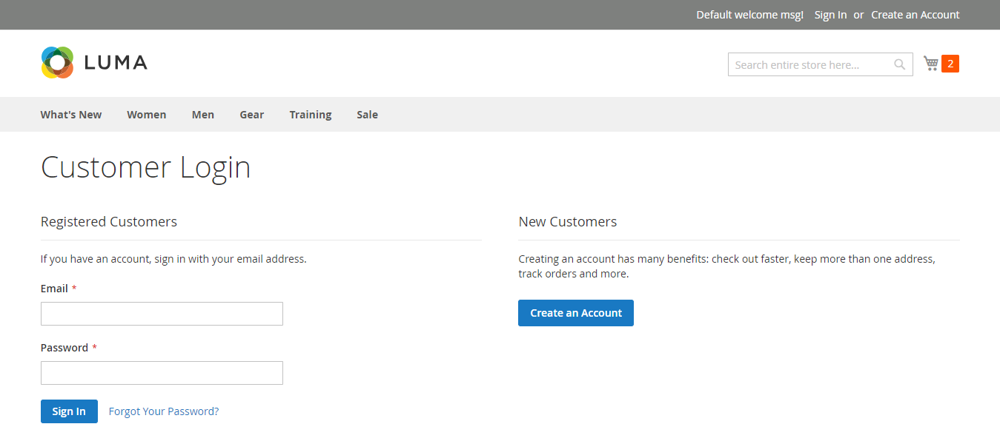 Default welcome msg! Sign In or Create an Account
LUMA
Search entire store here...
2
What's New Women Men Gear Training Sale
Customer Login
Registered Customers
If you have an account, sign in with your email address.
Email *
Password *
Sign In Forgot Your Password?
New Customers
Creating an account has many benefits: check out faster, keep more than one address,
track orders and more.
Create an Account